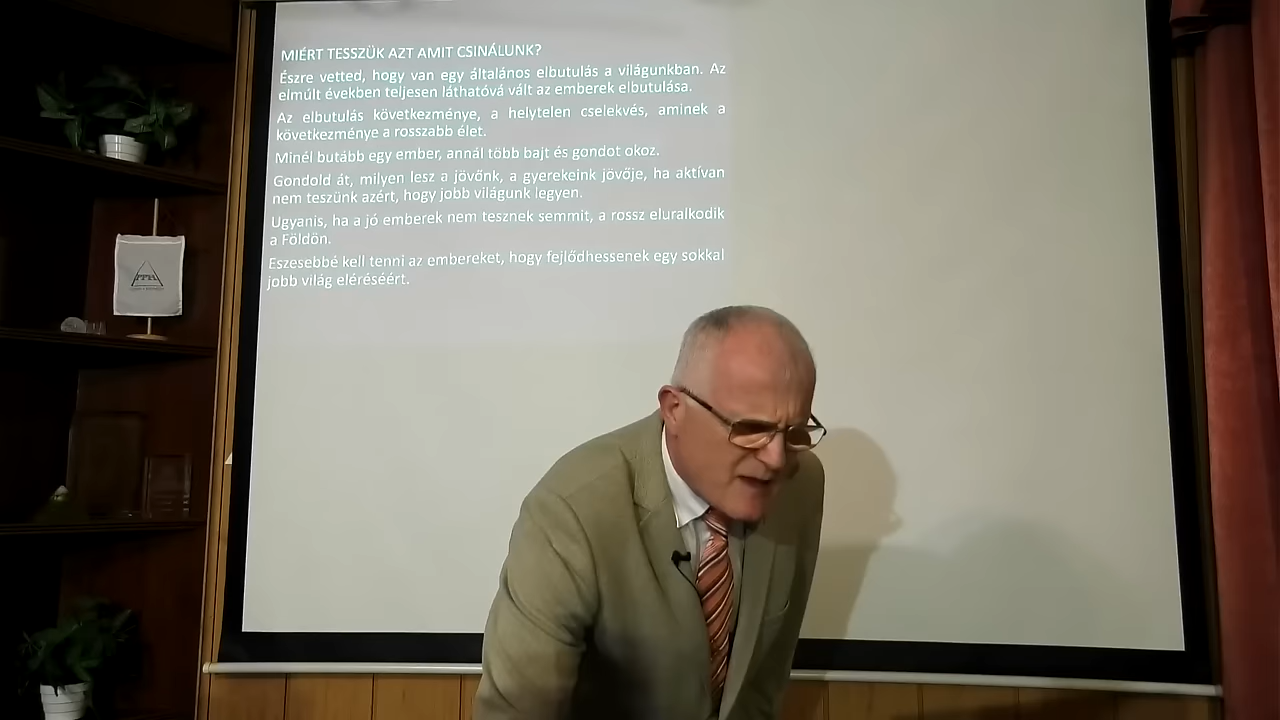 MIÉRT TESSZÜK AZT AMIT CSINÁLUNK?
Észre vetted, hogy van egy általános elbutulás a világunkban. Az
elmúlt években teljesen láthatóvá vált az emberek elbutulása.
Az elbutulás következménye, a helytelen cselekvés, aminek a
következménye a rosszabb élet.
Minél butább egy ember, annál több bajt és gondot okoz.
Gondold át, milyen lesz a jövőnk, a gyerekeink jövője, ha aktívan
nem teszünk azért, hogy jobb világunk legyen.
Ugyanis, ha a jó emberek nem tesznek semmit, a rossz eluralkodik
a Földön.
Eszesebbé kell tenni az embereket, hogy fejlődhessenek egy sokkal
jobb világ eléréséért.